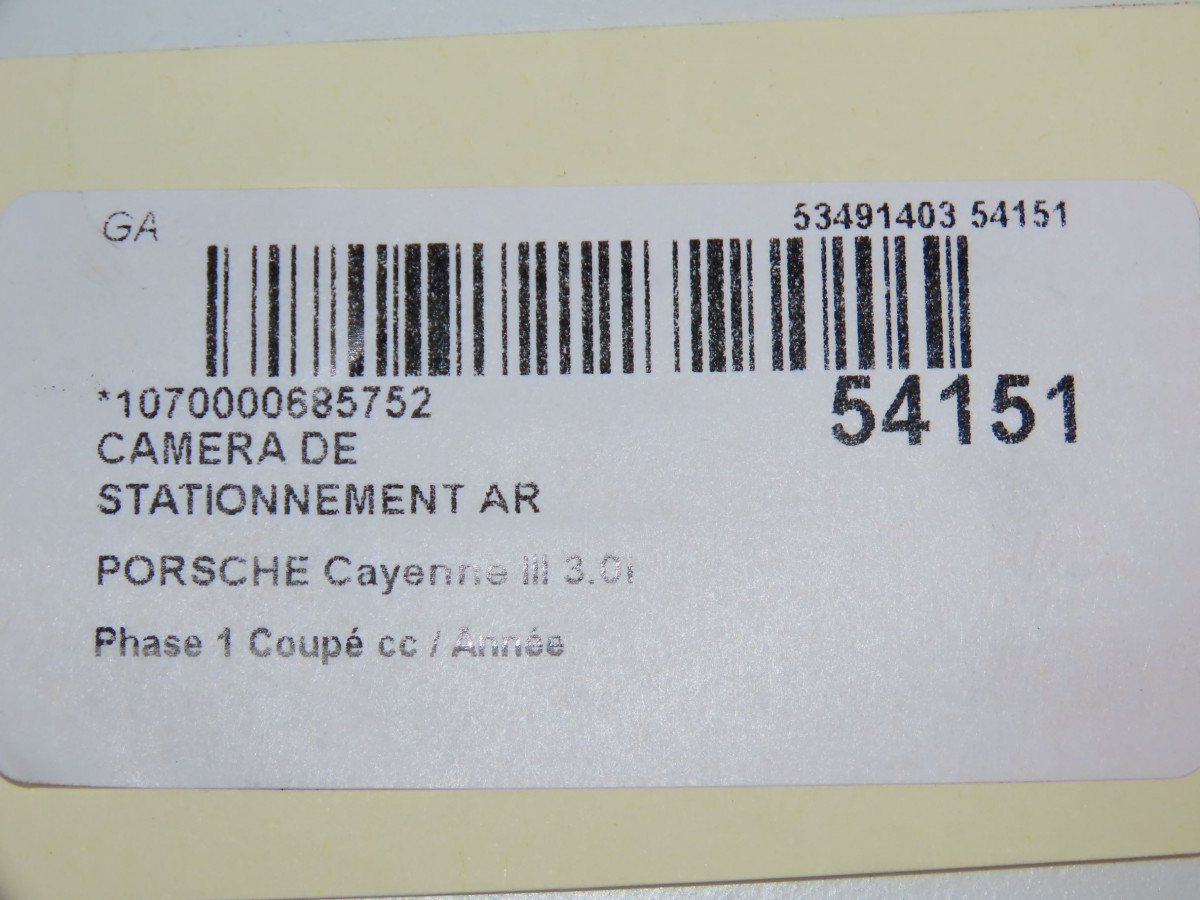 GA
53491403 54151
*1070000685752
54151
CAMERA DE
STATIONNEMENT AR
PORSCHE Cayenne III 3.0i
Phase 1 Coupé cc / Année